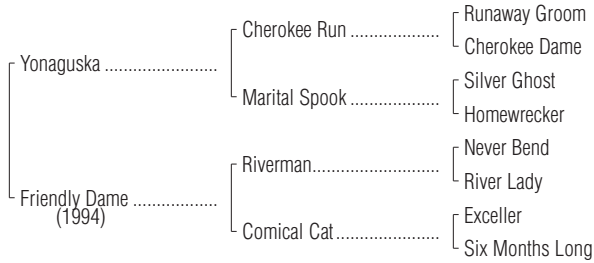 Runaway Groom
Cherokee Run ....................
Cherokee Dame
Yonaguska .........................
Silver Ghost
Marital Spook ....................
Homewrecker
Never Bend
Riverman............................
River Lady
Friendly Dame ...................
(1994)
Exceller
Comical Cat.......................
Six Months Long